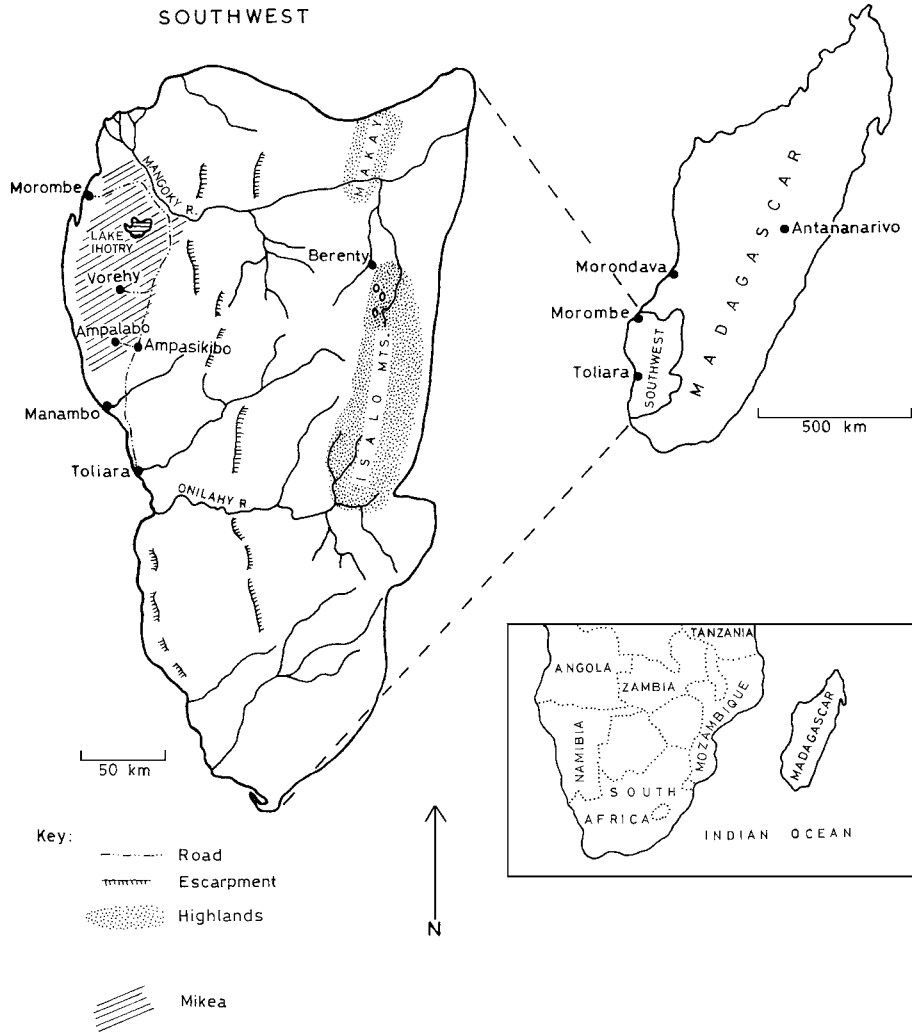 SOUTHWEST
MAKAY
MANGOKY R.
Morombe
LAKE IHOTRY
Berenty
Vorehy
Ampalabo
Ampasikibo
ISALO MTS.
Manambo
Toliara
ONILAHY R
50 km
MADAGASCAR
Antananarivo
Morondava
Morombe
Toliara
SOUTHWEST
500 km
TANZANIA
ANGOLA
ZAMBIA
MOZAMBIQUE
NAMIBIA
MADAGASCAR
SOUTH
AFRICA
INDIAN OCEAN
Key:
Road
Escarpment
Highlands
N
Mikea